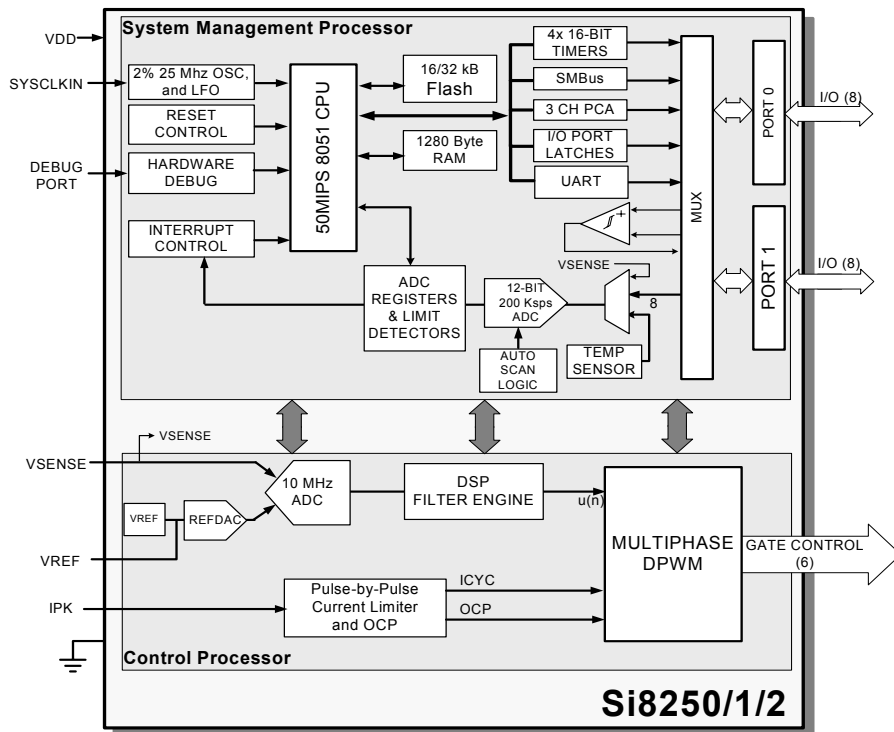 System Management Processor
VDD
SYSCLKIN
2% 25 Mhz OSC,
and LFO
RESET
CONTROL
DEBUG
PORT
HARDWARE
DEBUG
INTERRUPT
CONTROL
50MIPS 8051 CPU
16/32 kB
Flash
1280 Byte
RAM
4x 16-BIT
TIMERS
SMBus
3 CH PCA
I/O PORT
LATCHES
UART
MUX
PORT 0
I/O (8)
PORT 1
I/O (8)
+
VSENSE
8
ADC
REGISTERS
& LIMIT
DETECTORS
12-BIT
200 Ksps
ADC
AUTO
SCAN
LOGIC
TEMP
SENSOR
VSENSE
VSENSE
VREF
REFDAC
VREF
10 MHz
ADC
DSP
FILTER ENGINE
u(n)
MULTIPHASE
DPWM
GATE CONTROL
(6)
IPK
Pulse-by-Pulse
Current Limiter
and OCP
ICYC
OCP
Control Processor
Si8250/1/2